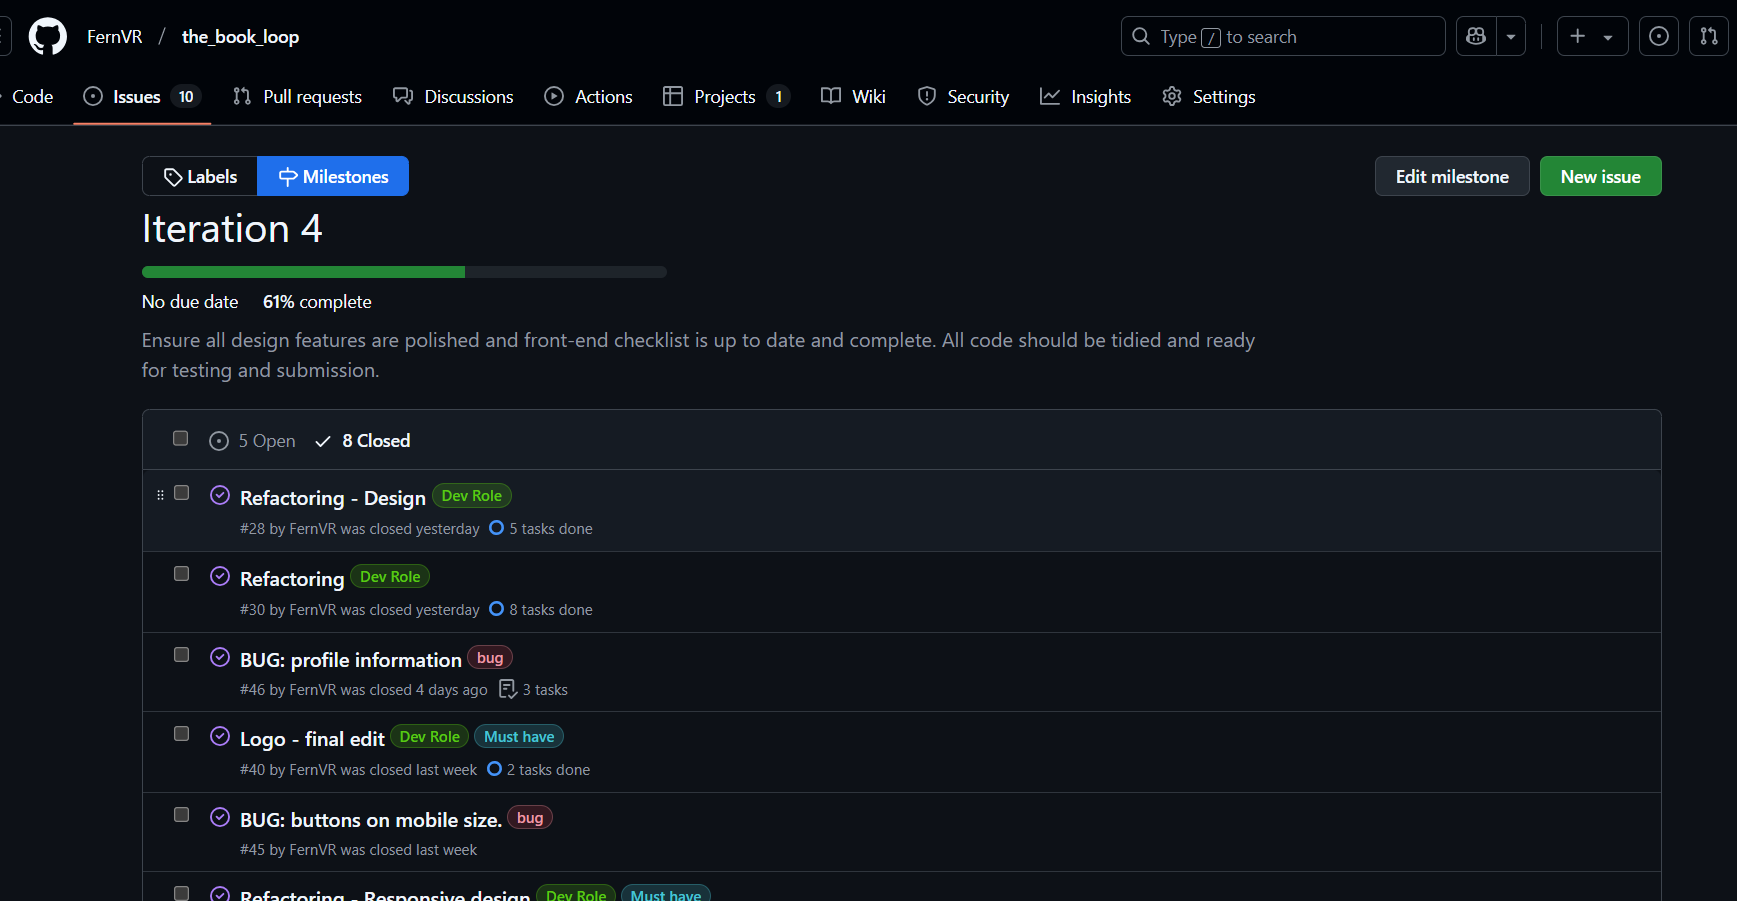 FernVR / the_book_loop
Type / to search
Code
Issues 10
Pull requests
Discussions
Actions
Projects 1
Wiki
Security
Insights
Settings
Labels
Milestones
Edit milestone
New issue
Iteration 4
No due date 61% complete
Ensure all design features are polished and front-end checklist is up to date and complete. All code should be tidied and ready
for testing and submission.
5 Open 8 Closed
Refactoring - Design Dev Role
#28 by FernVR was closed yesterday 5 tasks done
Refactoring Dev Role
#30 by FernVR was closed yesterday 8 tasks done
BUG: profile information bug
#46 by FernVR was closed 4 days ago 3 tasks
Logo - final edit Dev Role Must have
#40 by FernVR was closed last week 2 tasks done
BUG: buttons on mobile size. bug
#45 by FernVR was closed last week
Refactoring - Responsive design Dev Role Must have